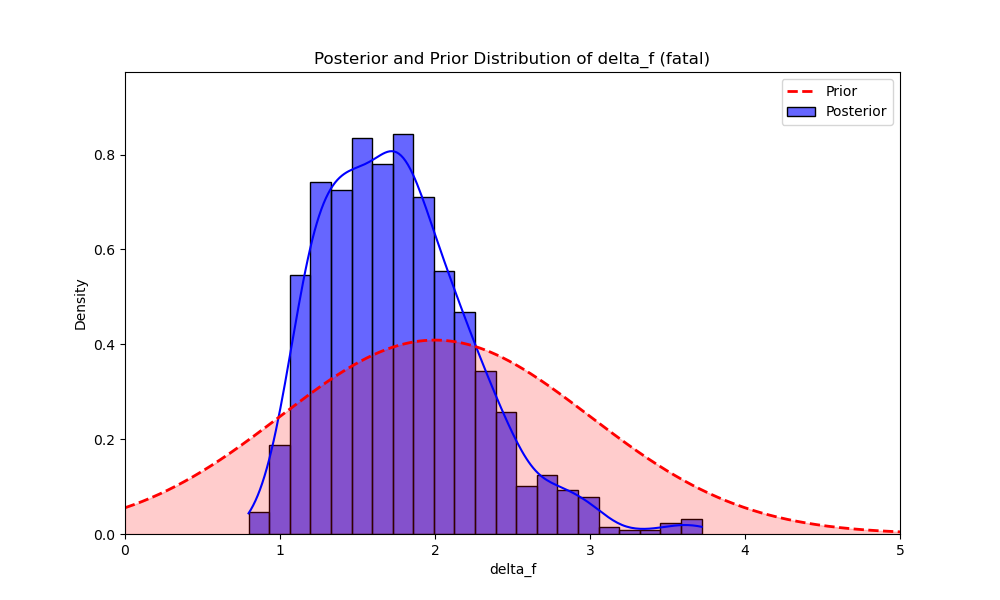 Posterior and Prior Distribution of delta_f (fatal)
Prior
Posterior
Density
0.8
0.6
0.4
0.2
0.0
0 1 2 3 4 5
delta_f